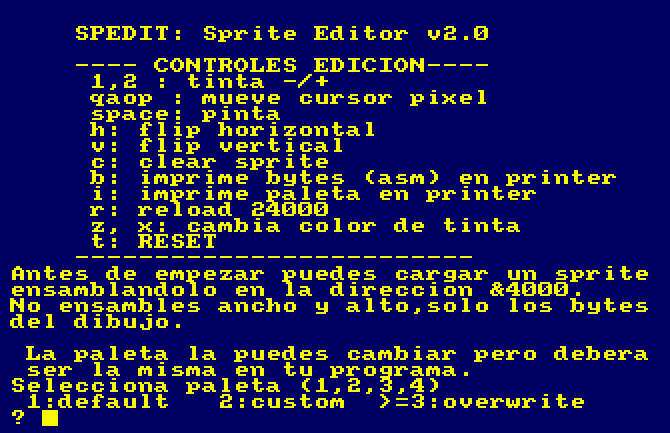 SPEDIT: Sprite Editor v2.0
---- CONTROLES EDICION----
1,2 : tinta -/+
qaop : mueve cursor pixel
space: pinta
h: flip horizontal
v: flip vertical
c: clear sprite
b: imprime bytes (asm) en printer
i: imprime paleta en printer
r: reload 24000
z, x: cambia color de tinta
t: RESET
--------------------------
Antes de empezar puedes cargar un sprite
ensamblandolo en la direccion &4000.
No ensambles ancho y alto,solo los bytes
del dibujo.
La paleta la puedes cambiar pero debera
ser la misma en tu programa.
Selecciona paleta (1,2,3,4)
1:default 2:custom >=3:overwrite
?